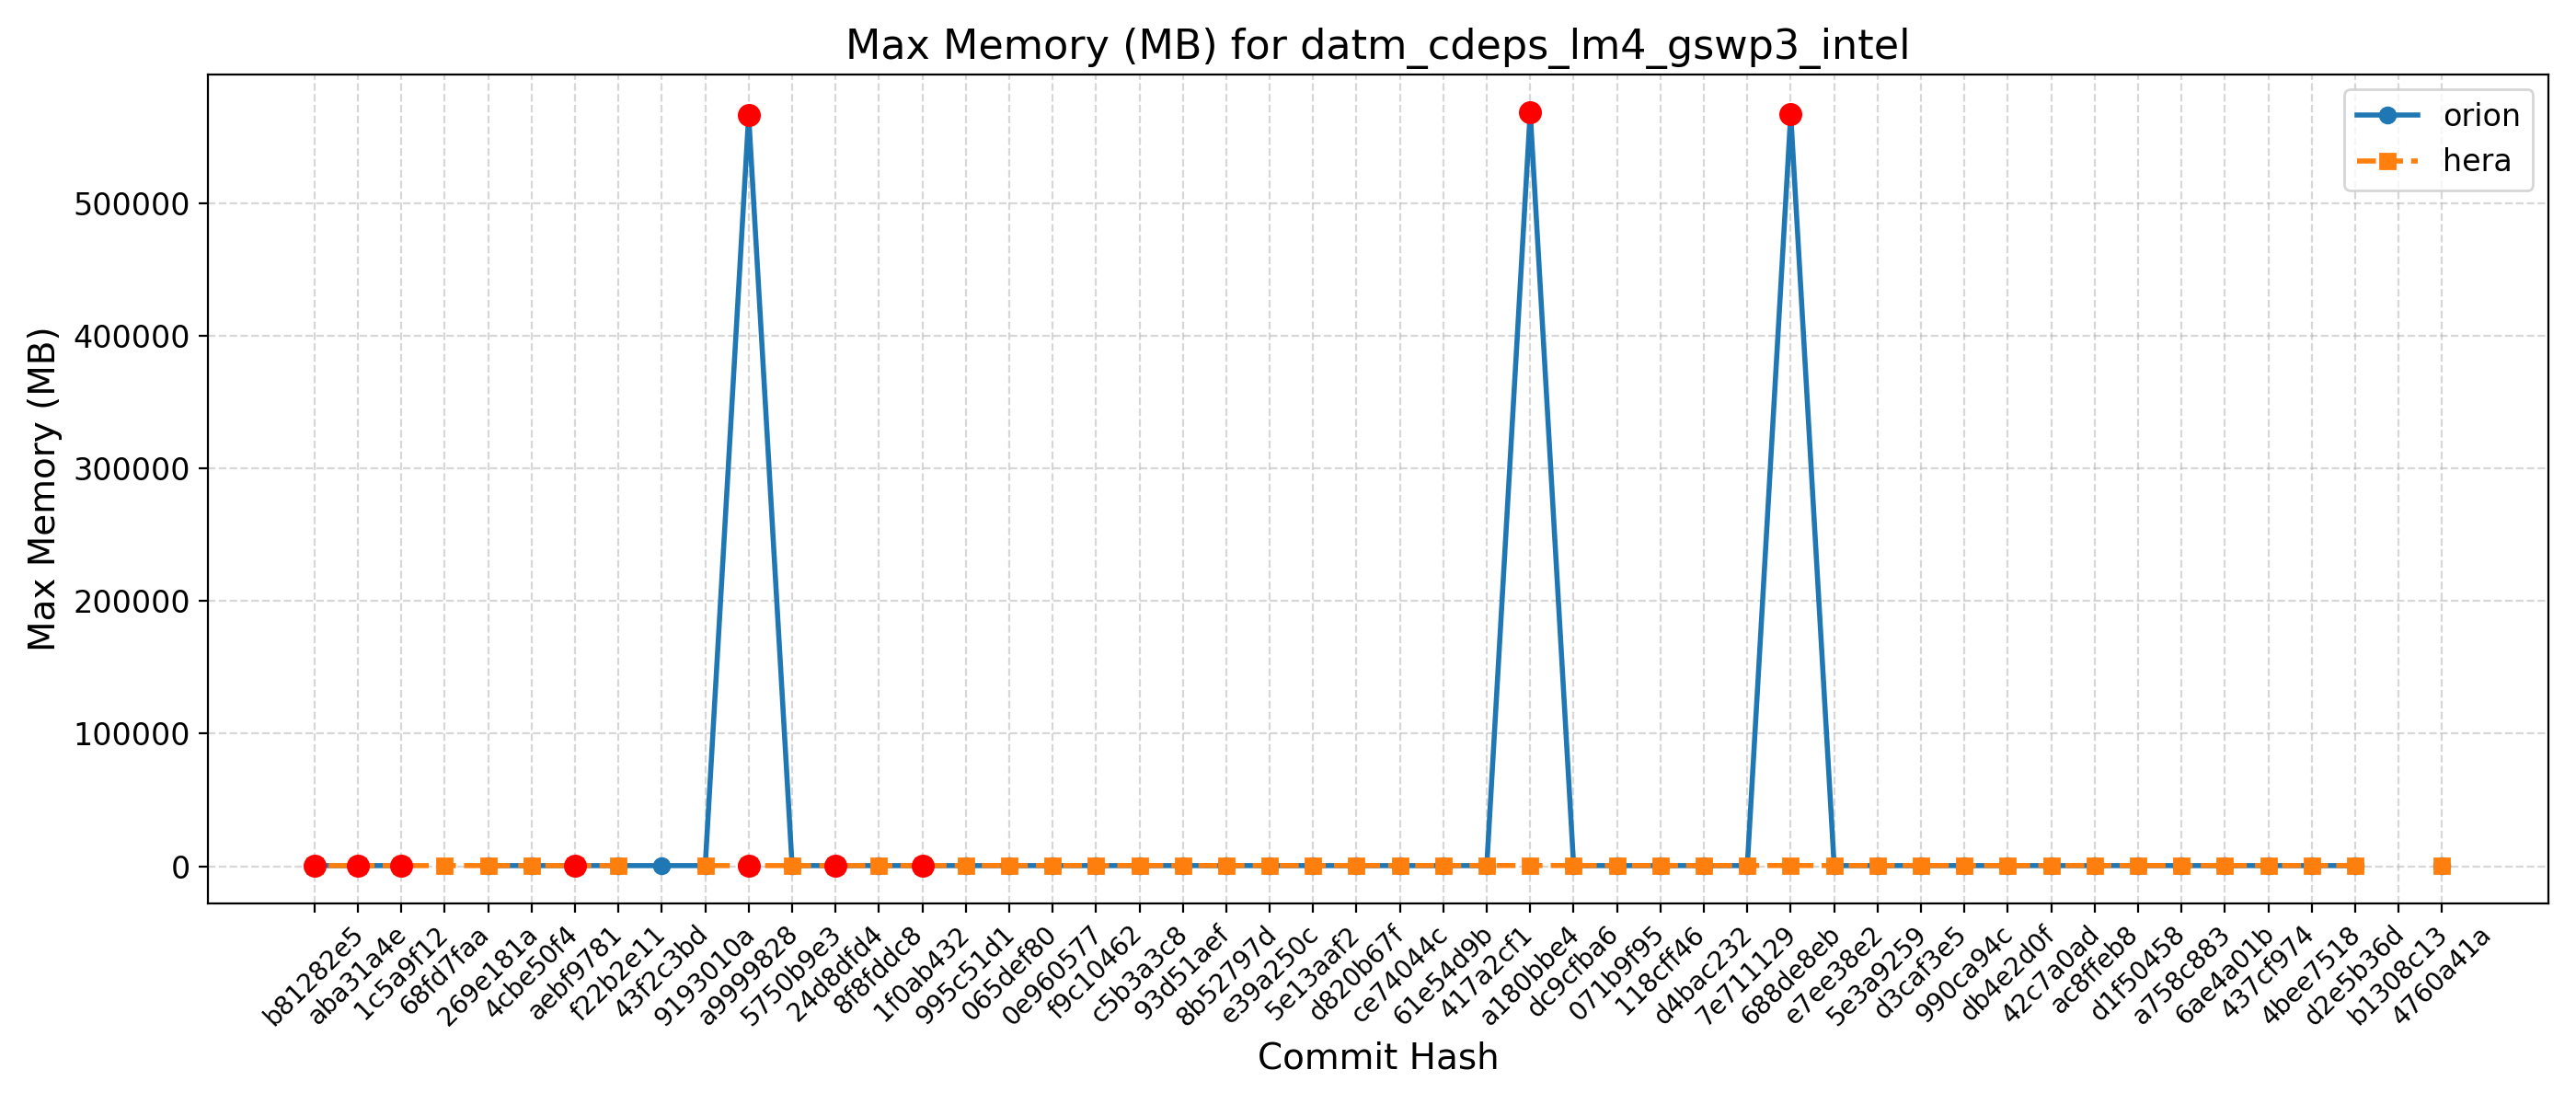 Max Memory (MB) for datm_cdeps_lm4_gswp3_intel
orion
hera
Max Memory (MB)
500000
400000
300000
200000
100000
0
b81282e5
aba31a4e
1c5a9f12
68fd7faa
269e181a
4cbe50f4
aebf9781
f22b2e11
43f2c3bd
9193010a
a9999828
5750b9e3
24d8dfd4
8f8fddc8
1f0ab432
995c51d1
065def80
0e960577
f9c10462
c5b3a3c8
93d51aef
8b52797d
e39a250c
5e13aaf2
d820b67f
ce74044c
61e54d9b
417a2cf1
a180bbe4
dc9cfba6
071b9f95
118cff46
d4bac232
7e711129
688de8eb
e7ee38e2
5e3a9259
d3caf3e5
990ca94c
db4e2d0f
42c7a0ad
ac8ffeb8
d1f50458
a758c883
6ae4a01b
437cf974
4bee7518
d2e5b36d
b1308c13
4760a41a
Commit Hash